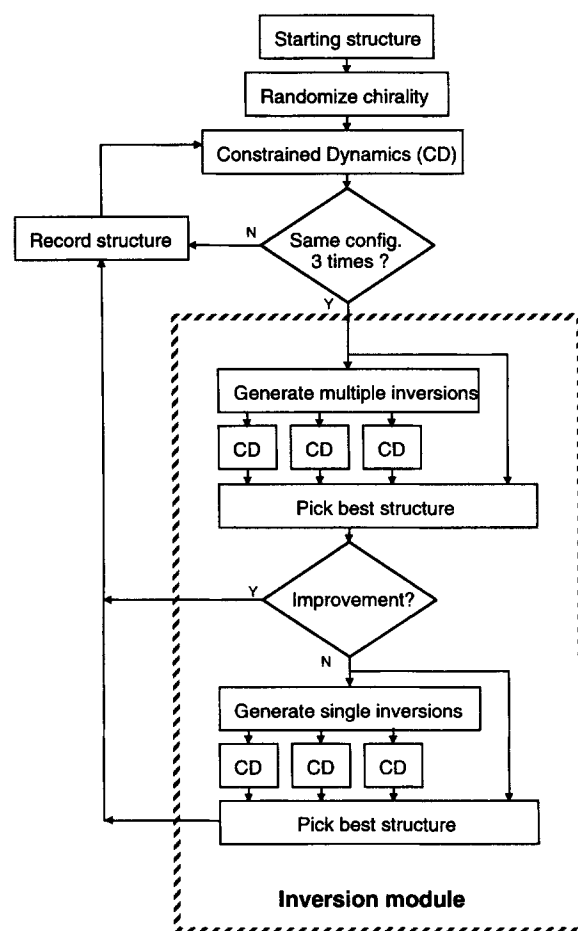 Starting structure
Randomize chirality
Constrained Dynamics (CD)
Record structure
N
Same config.
3 times ?
Y
Generate multiple inversions
CD
CD
CD
Pick best structure
Y
Improvement?
N
Generate single inversions
CD
CD
CD
Pick best structure
Inversion module